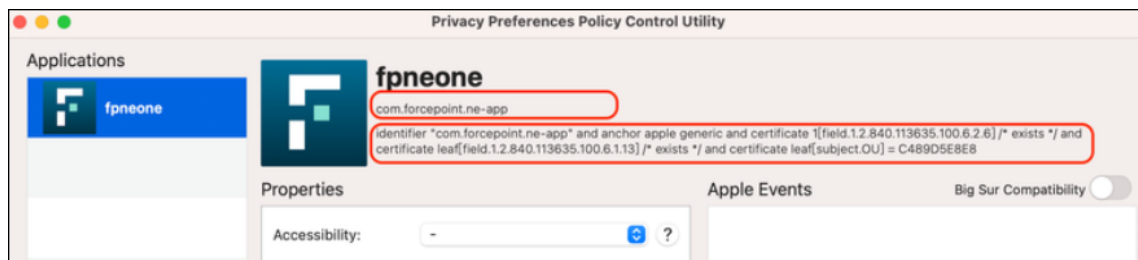 Privacy Preferences Policy Control Utility
Applications
fpneone
fpneone
com.forcepoint.ne-app
identifier "com.forcepoint.ne-app" and anchor apple generic and certificate 1[field.1.2.840.113635.100.6.2.6] /* exists */ and
certificate leaf[field.1.2.840.113635.100.6.1.13] /* exists */ and certificate leaf[subject.OU] = C489D5E8E8
Properties
Apple Events
Big Sur Compatibility
Accessibility:
-
?